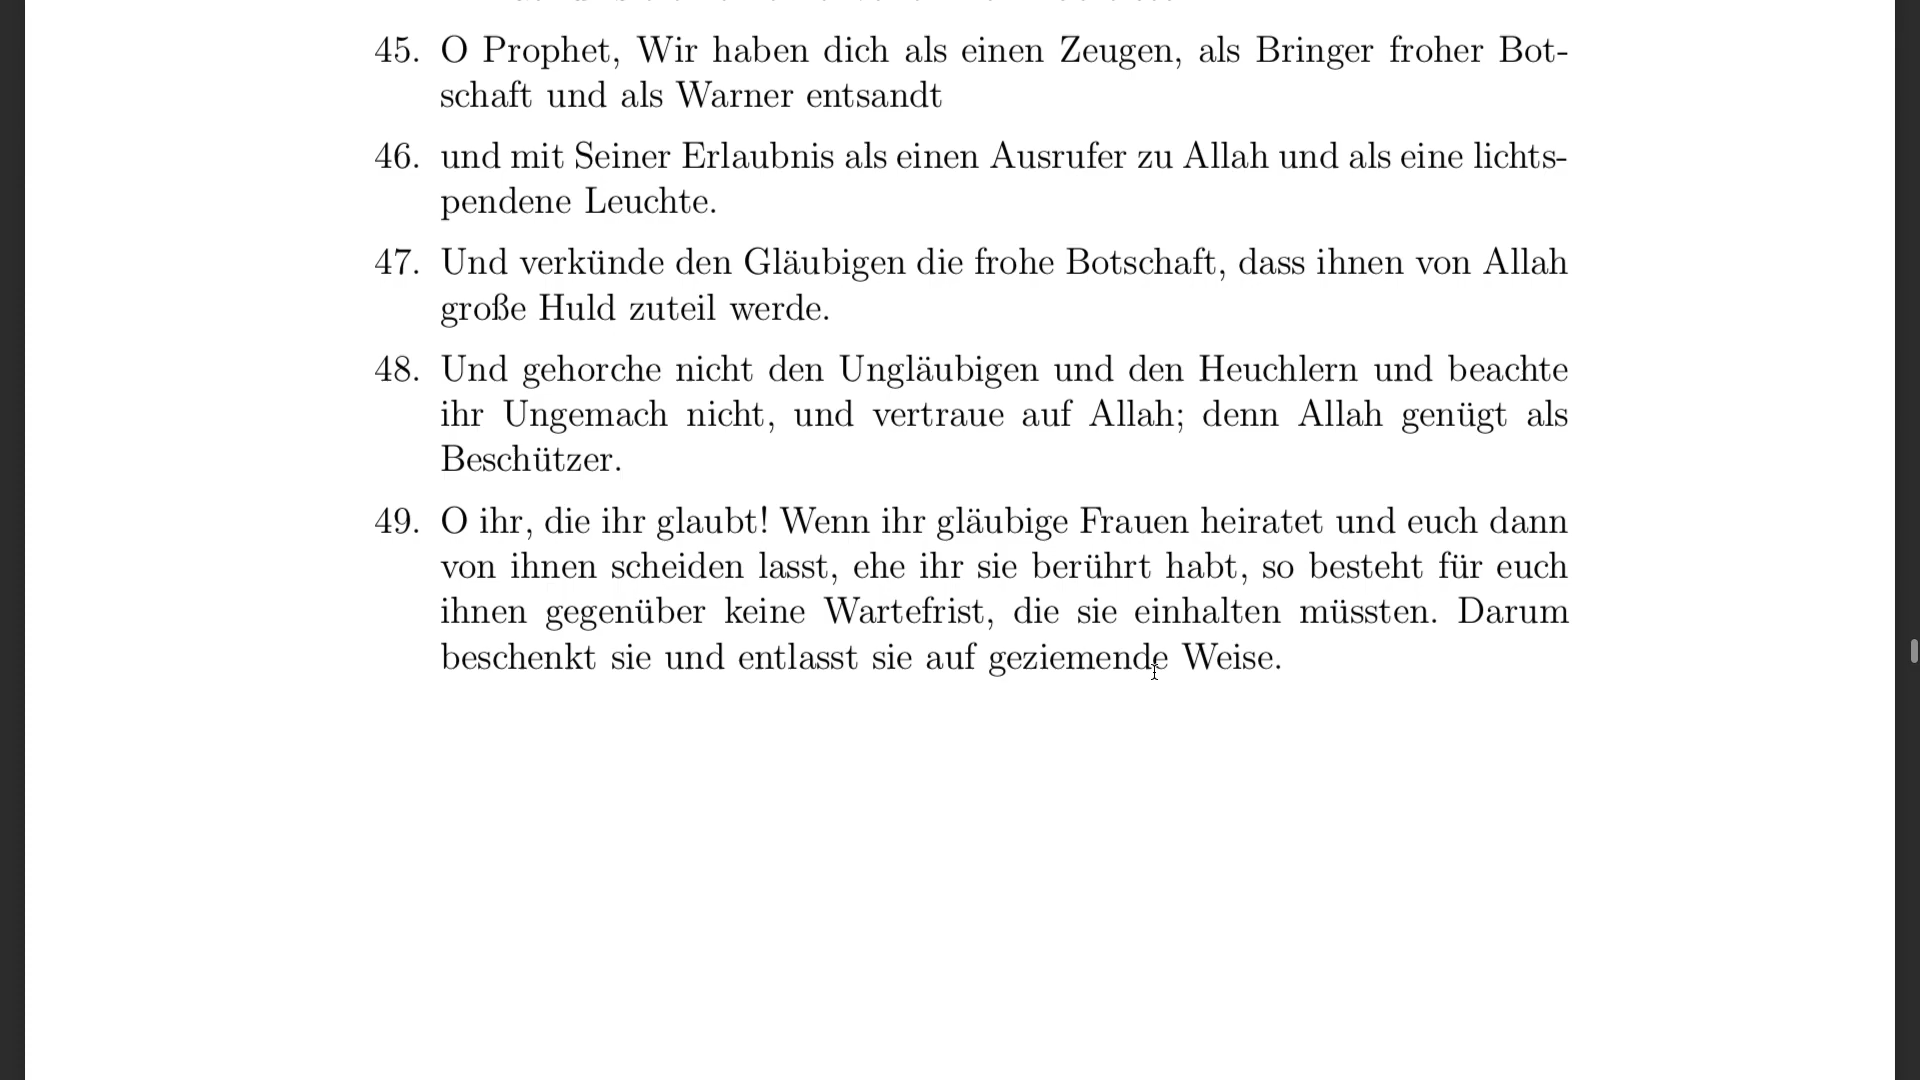 45. O Prophet, Wir haben dich als einen Zeugen, als Bringer froher Bot-
schaft und als Warner entsandt
46. und mit Seiner Erlaubnis als einen Ausrufer zu Allah und als eine lichts-
pendene Leuchte.
47. Und verkünde den Gläubigen die frohe Botschaft, dass ihnen von Allah
große Huld zuteil werde.
48. Und gehorche nicht den Ungläubigen und den Heuchlern und beachte
ihr Ungemach nicht, und vertraue auf Allah; denn Allah genügt als
Beschützer.
49. O ihr, die ihr glaubt! Wenn ihr gläubige Frauen heiratet und euch dann
von ihnen scheiden lasst, ehe ihr sie berührt habt, so besteht für euch
ihnen gegenüber keine Wartefrist, die sie einhalten müssten. Darum
beschenkt sie und entlasst sie auf geziemende Weise.